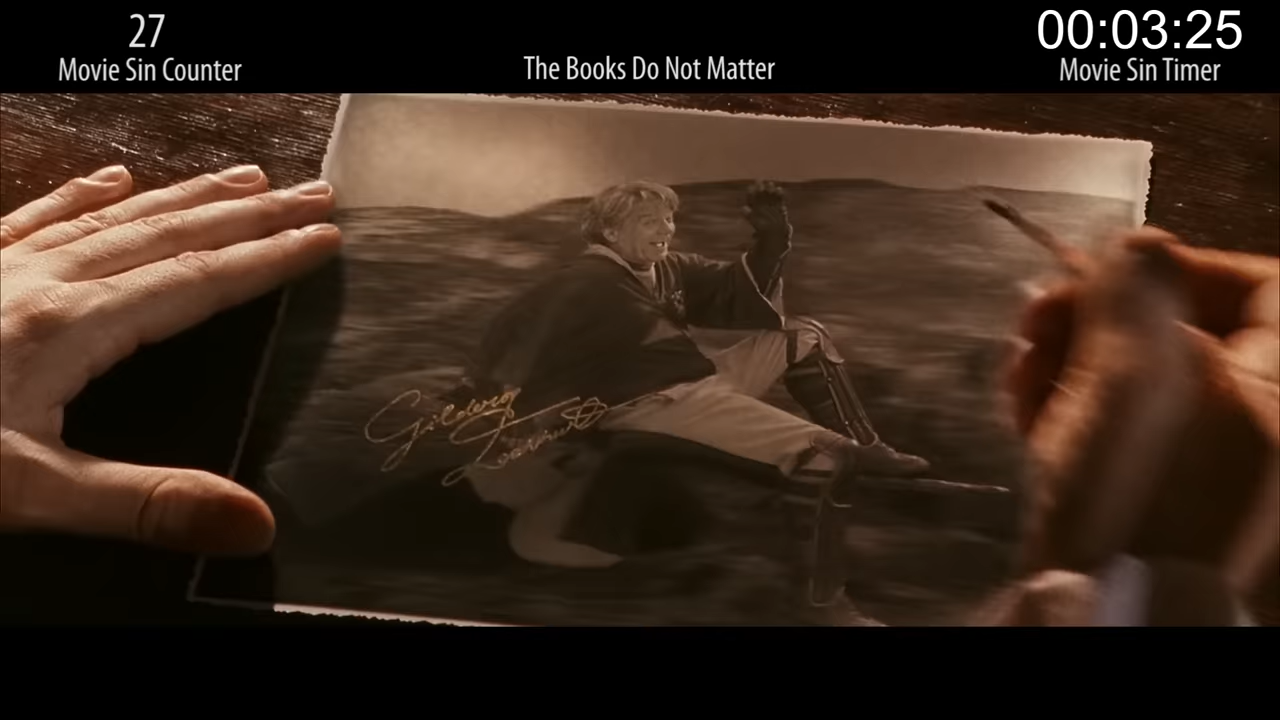 27
Movie Sin Counter
The Books Do Not Matter
00:03:25
Movie Sin Timer
Gilderoy
Lockhart